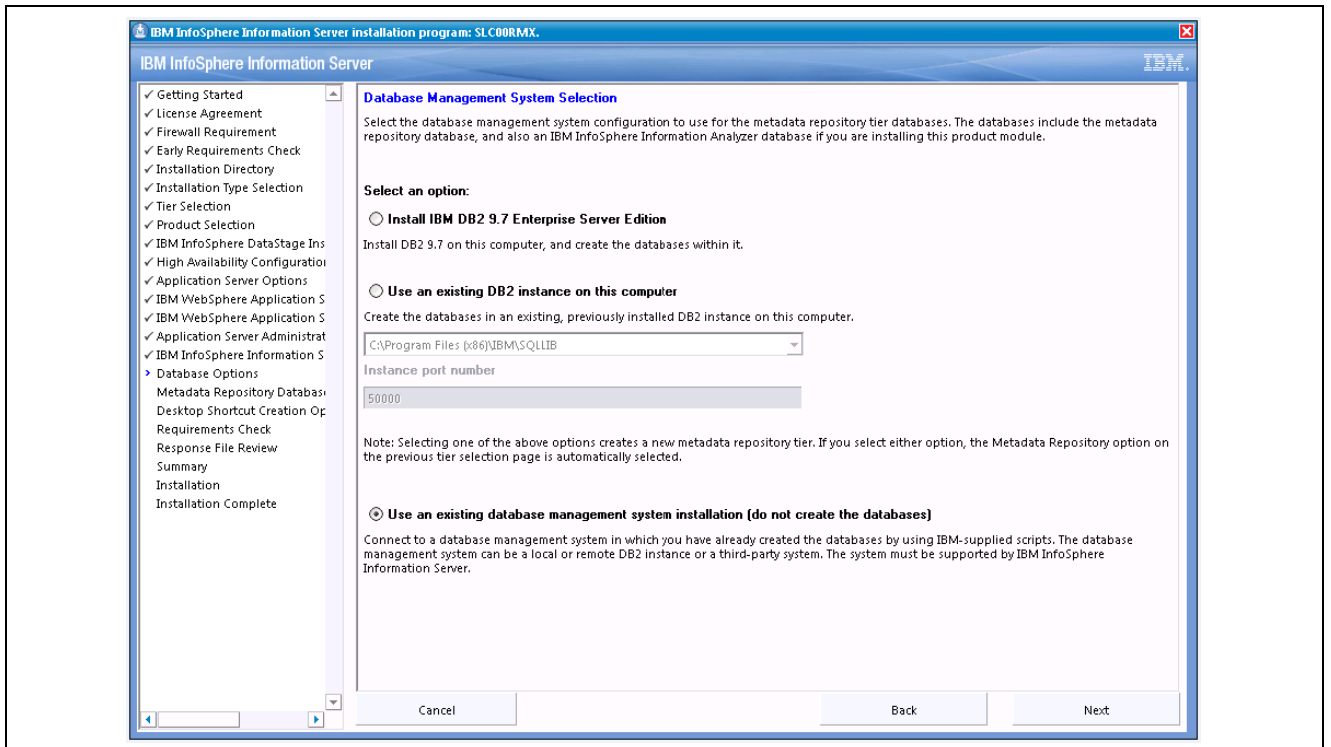 IBM InfoSphere Information Server installation program: SLC00RMX.
IBM InfoSphere Information Server
IBM.
✓ Getting Started
✓ License Agreement
✓ Firewall Requirement
✓ Early Requirements Check
✓ Installation Directory
✓ Installation Type Selection
✓ Tier Selection
✓ Product Selection
✓ IBM InfoSphere DataStage Ins
✓ High Availability Configuration
✓ Application Server Options
✓ IBM WebSphere Application S
✓ IBM WebSphere Application S
✓ Application Server Administrat
✓ IBM InfoSphere Information S
> Database Options
Metadata Repository Database
Desktop Shortcut Creation Op
Requirements Check
Response File Review
Summary
Installation
Installation Complete
Database Management System Selection
Select the database management system configuration to use for the metadata repository tier databases. The databases include the metadata
repository database, and also an IBM InfoSphere Information Analyzer database if you are installing this product module.
Select an option:
Install IBM DB2 9.7 Enterprise Server Edition
Install DB2 9.7 on this computer, and create the databases within it.
Use an existing DB2 instance on this computer
Create the databases in an existing, previously installed DB2 instance on this computer.
C:\Program Files (x86)\IBM\SQLLIB
Instance port number
50000
Note: Selecting one of the above options creates a new metadata repository tier. If you select either option, the Metadata Repository option on
the previous tier selection page is automatically selected.
Use an existing database management system installation (do not create the databases)
Connect to a database management system in which you have already created the databases by using IBM-supplied scripts. The database
management system can be a local or remote DB2 instance or a third-party system. The system must be supported by IBM InfoSphere
Information Server.
Cancel
Back
Next